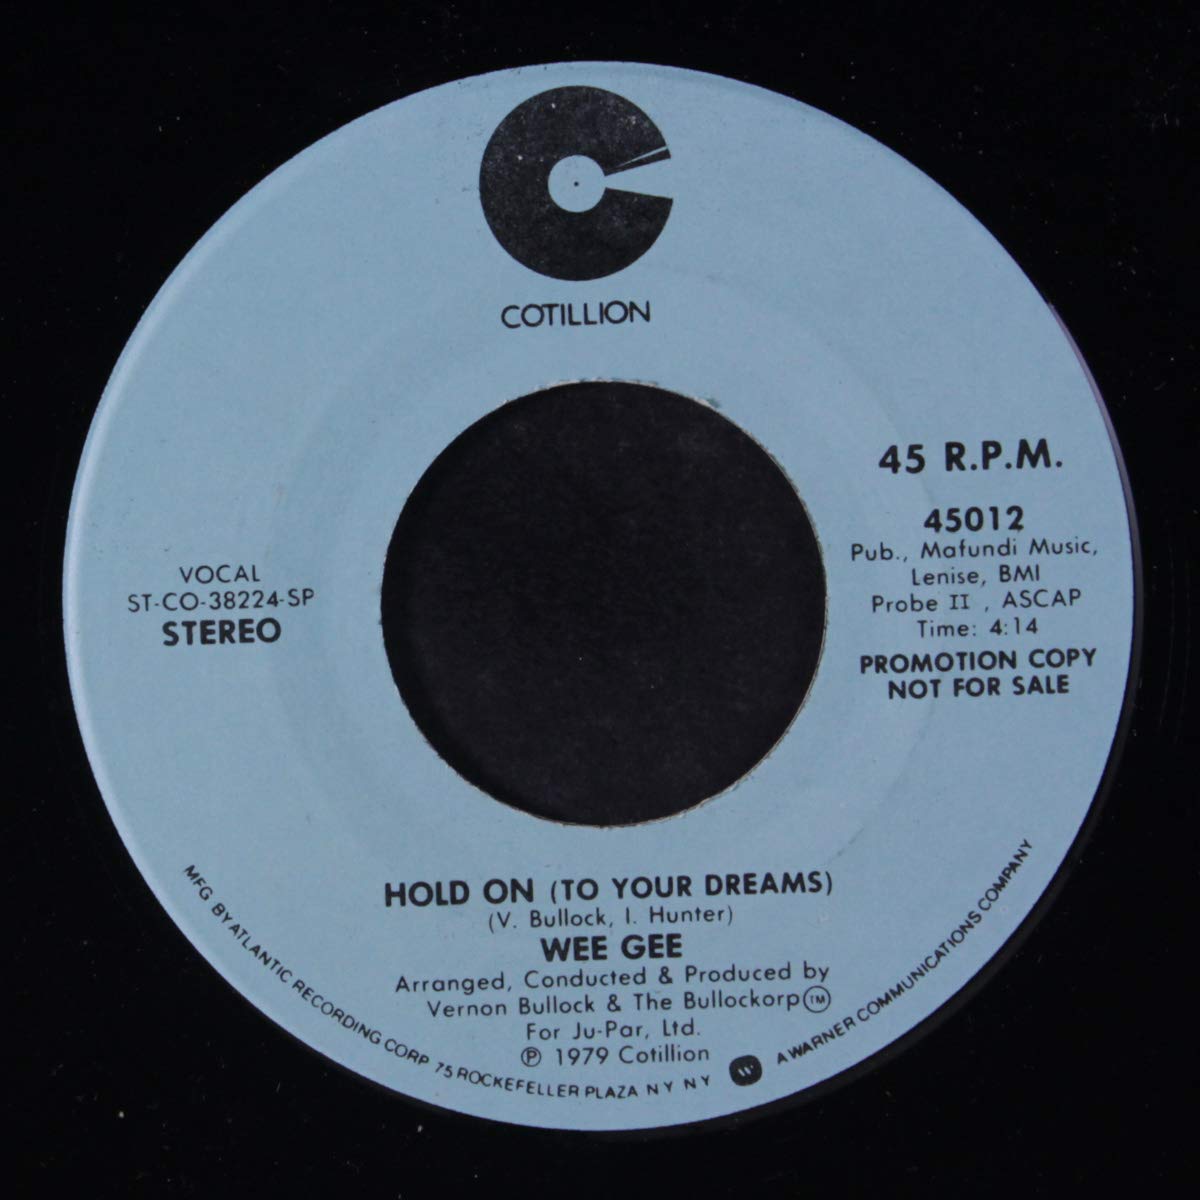 COTILLION
45 R.P.M.
45012
Pub., Mafundi Music,
Lenise, BMI
Probe II , ASCAP
Time: 4:14
PROMOTION COPY
NOT FOR SALE
VOCAL
ST-CO-38224-SP
STEREO
HOLD ON (TO YOUR DREAMS)
(V. Bullock, I. Hunter)
WEE GEE
Arranged, Conducted & Produced by
Vernon Bullock & The Bullockorp™
For Ju-Par, Ltd.
℗ 1979 Cotillion
MFG BY ATLANTIC RECORDING CORP 75 ROCKEFELLER PLAZA NY NY W A WARNER COMMUNICATIONS COMPANY